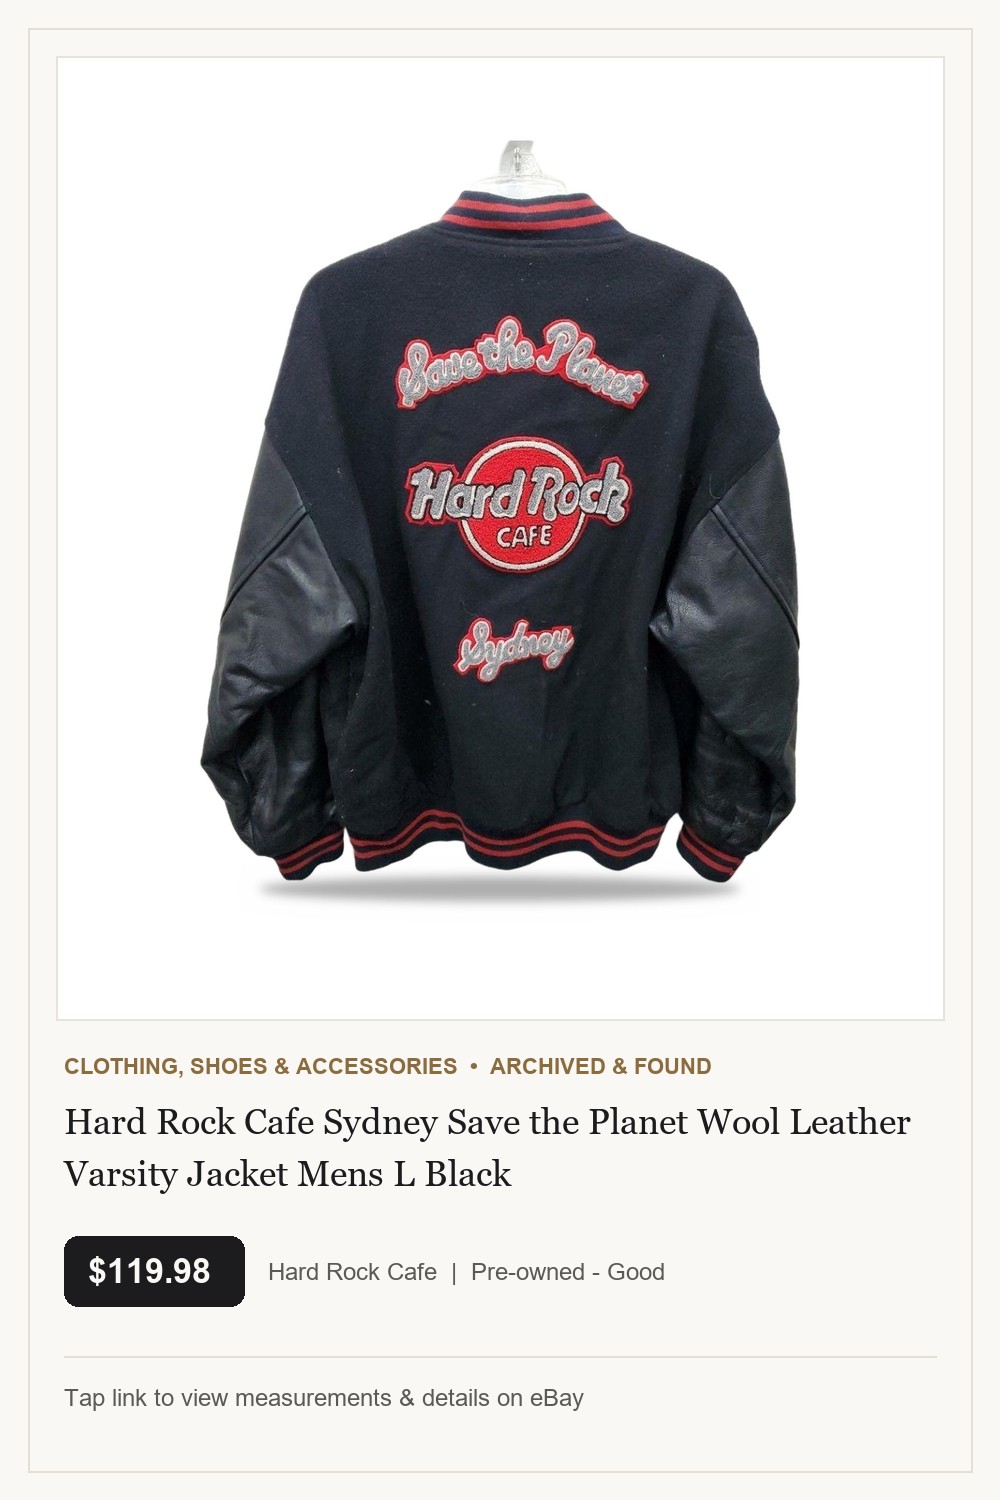 Save the Planet
Hard Rock
CAFE
Sydney
CLOTHING, SHOES & ACCESSORIES • ARCHIVED & FOUND
Hard Rock Cafe Sydney Save the Planet Wool Leather
Varsity Jacket Mens L Black
$119.98
Hard Rock Cafe | Pre-owned - Good
Tap link to view measurements & details on eBay